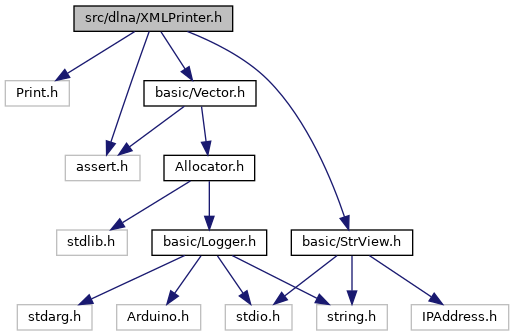 src/dlna/XMLPrinter.h
Print.h
basic/Vector.h
assert.h
Allocator.h
stdlib.h
basic/Logger.h
basic/StrView.h
stdarg.h
Arduino.h
stdio.h
string.h
IPAddress.h